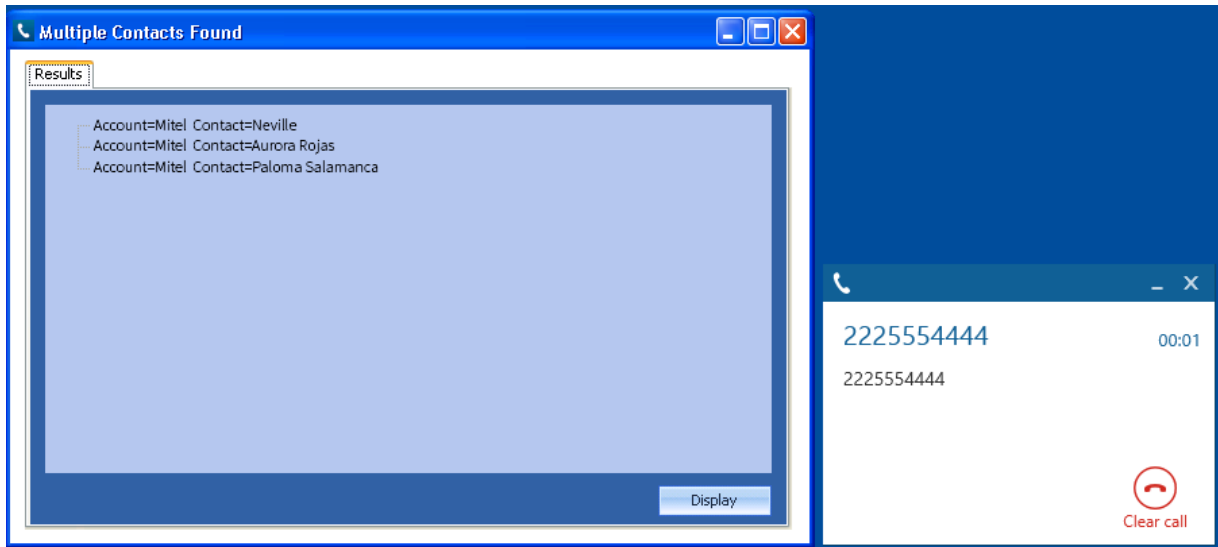 Multiple Contacts Found
Results
Account=Mitel Contact=Neville
Account=Mitel Contact=Aurora Rojas
Account=Mitel Contact=Paloma Salamanca
Display
2225554444
00:01
2225554444
Clear call